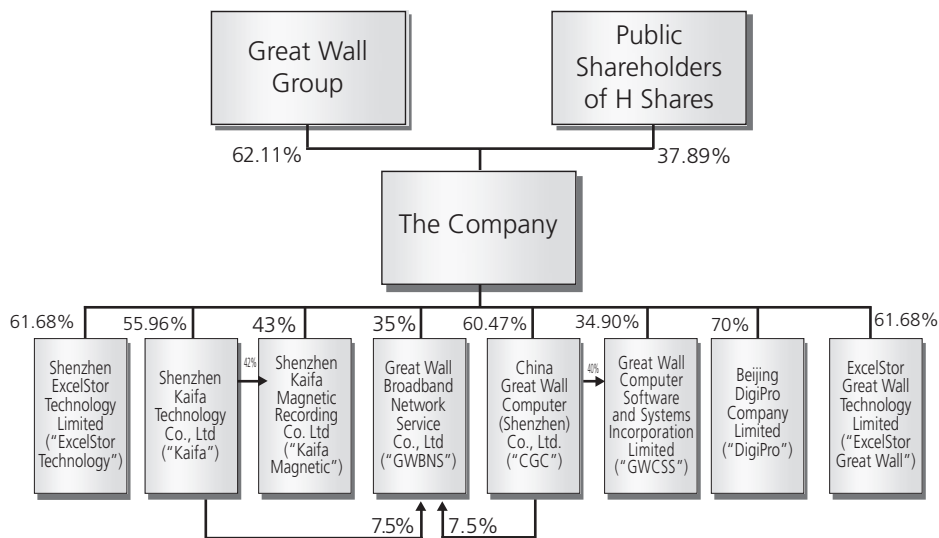 Great Wall
Group
Public
Shareholders
of H Shares
62.11%
37.89%
The Company
61.68%
55.96%
43%
35%
60.47%
34.90%
70%
61.68%
Shenzhen
ExcelStor
Technology
Limited
("ExcelStor
Technology")
Shenzhen
Kaifa
Technology
Co., Ltd
("Kaifa")
42%
Shenzhen
Kaifa
Magnetic
Recording
Co. Ltd
("Kaifa
Magnetic")
Great Wall
Broadband
Network
Service
Co., Ltd
("GWBNS")
China
Great Wall
Computer
(Shenzhen)
Co., Ltd.
("CGC")
40%
Great Wall
Computer
Software
and Systems
Incorporation
Limited
("GWCSS")
Beijing
DigiPro
Company
Limited
("DigiPro")
ExcelStor
Great Wall
Technology
Limited
("ExcelStor
Great Wall")
7.5%
7.5%